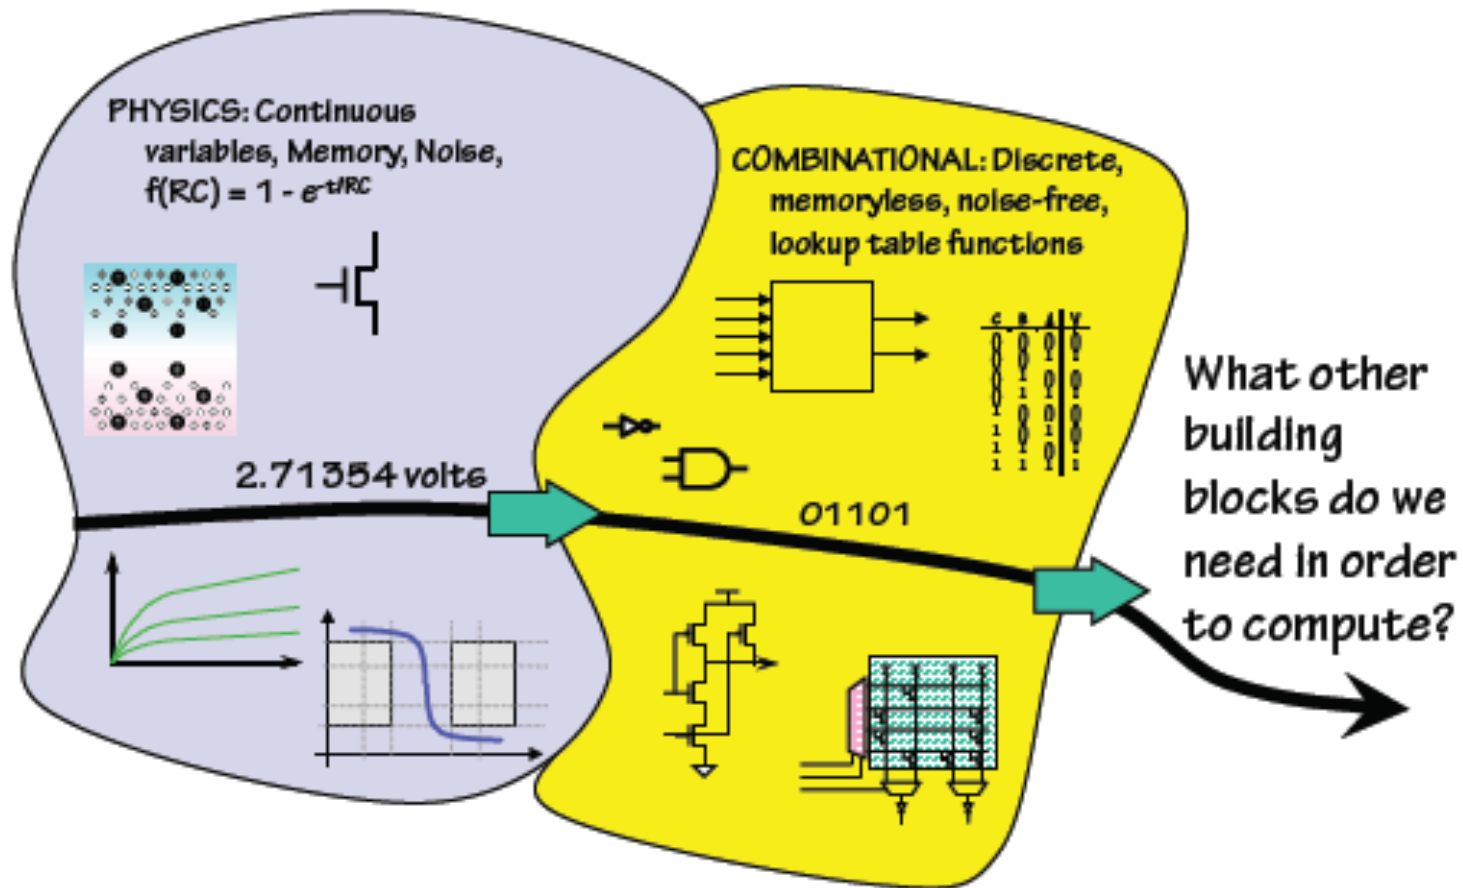 PHYSICS: Continuous
variables, Memory, Noise,
f(RC) = 1 - e-t/RC
COMBINATIONAL: Discrete,
memoryless, noise-free,
lookup table functions
C B A Y
2.71354 volts
01101
What other
building
blocks do we
need in order
to compute?